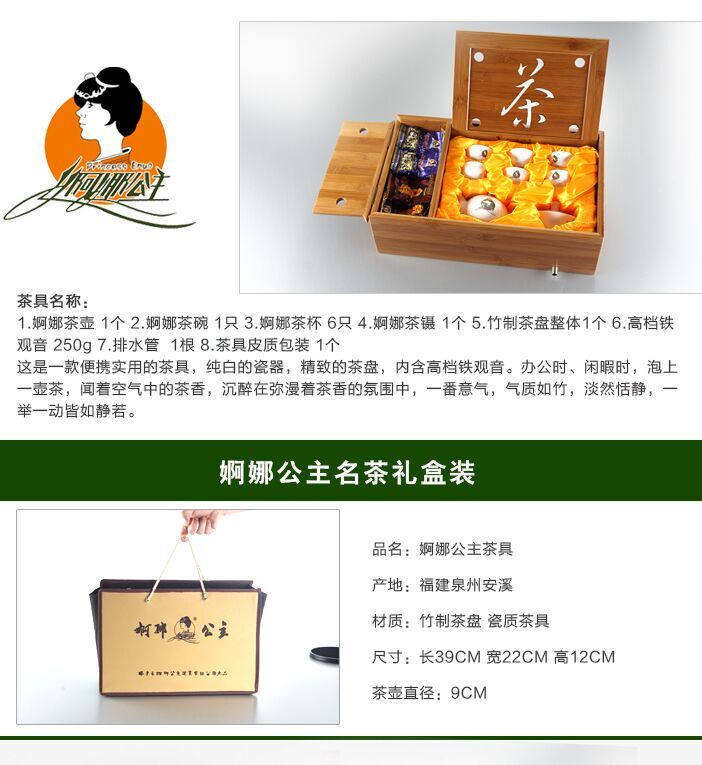 茶
Princess Enuo
婀娜公主
茶具名称：
1.婀娜茶壶 1个 2.婀娜茶碗 1只 3.婀娜茶杯 6只 4.婀娜茶镊 1个 5.竹制茶盘整体1个 6.高档铁
观音 250g 7.排水管 1根 8.茶具皮质包装 1个
这是一款便携实用的茶具，纯白的瓷器，精致的茶盘，内含高档铁观音。办公时、闲暇时，泡上
一壶茶，闻着空气中的茶香，沉醉在弥漫着茶香的氛围中，一番意气，气质如竹，淡然恬静，一
举一动皆如静若。
婀娜公主名茶礼盒装
婀娜 公主
品名：婀娜公主茶具
产地：福建泉州安溪
材质：竹制茶盘 瓷质茶具
尺寸：长39CM 宽22CM 高12CM
茶壶直径：9CM